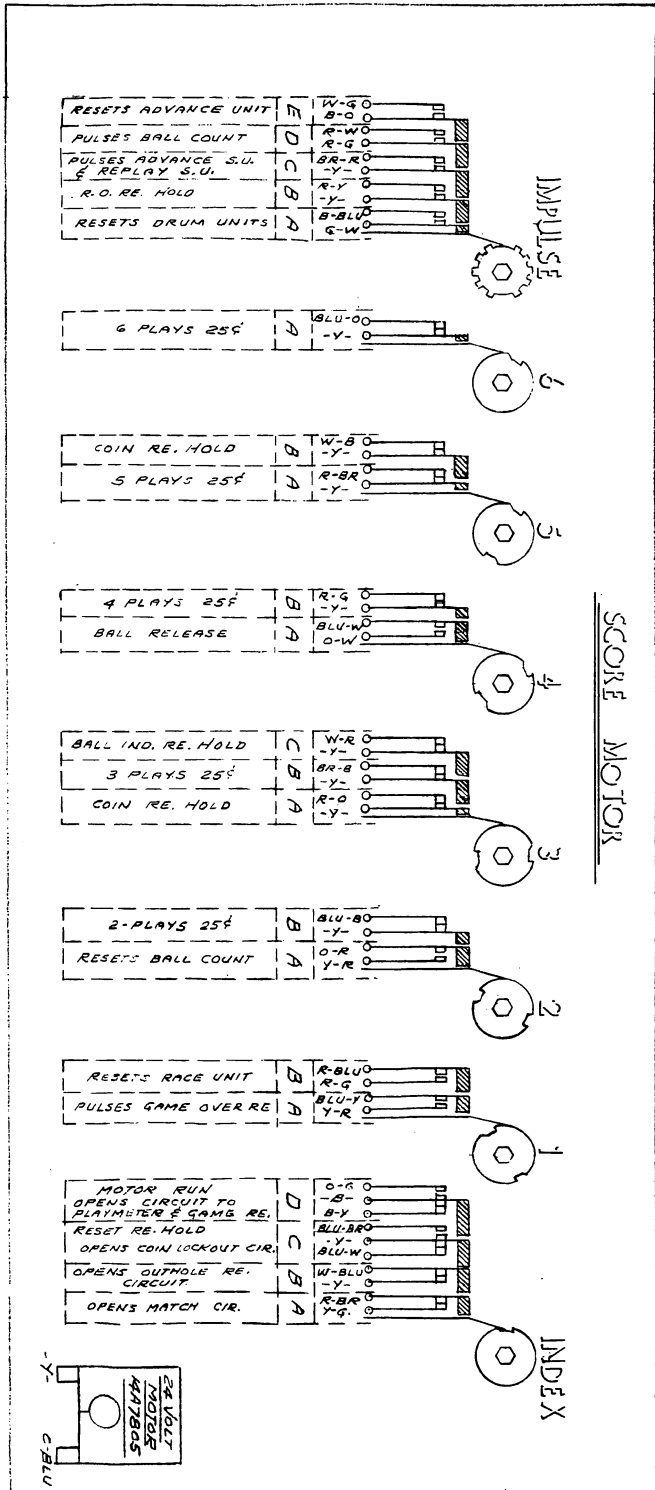 SCORE MOTOR
IMPULSE
RESETS ADVANCE UNIT E W-G
B-O
PULSES BALL COUNT D R-W
R-G
PULSES ADVANCE S.U.
& REPLAY S.U. C BR-R
-Y-
R.O. RE. HOLD B R-Y
-Y-
RESETS DRUM UNITS A B-BLU
G-W
6
6 PLAYS 25¢ A BLU-O
-Y-
5
COIN RE. HOLD B W-B
-Y-
5 PLAYS 25¢ A R-BR
-Y-
4
4 PLAYS 25¢ B R-G
-Y-
BALL RELEASE A BLU-W
O-W
3
BALL IND. RE. HOLD C W-R
-Y-
3 PLAYS 25¢ B BR-B
-Y-
COIN RE. HOLD A R-O
-Y-
2
2-PLAYS 25¢ B BLU-B
-Y-
RESETS BALL COUNT A O-R
Y-R
1
RESETS RACE UNIT B R-BLU
R-G
PULSES GAME OVER RE A BLU-Y
Y-R
INDEX
MOTOR RUN
OPENS CIRCUIT TO
PLAYMETER & GAME RE. D O-G
-B-
B-Y
RESET RE. HOLD
OPENS COIN LOCKOUT CIR. C BLU-BR
-Y-
BLU-W
OPENS OUTHOLE RE.
CIRCUIT. B W-BLU
-Y-
OPENS MATCH CIR. A R-BR
Y-G.
24 VOLT
MOTOR
14A7805
-Y-
C-BLU